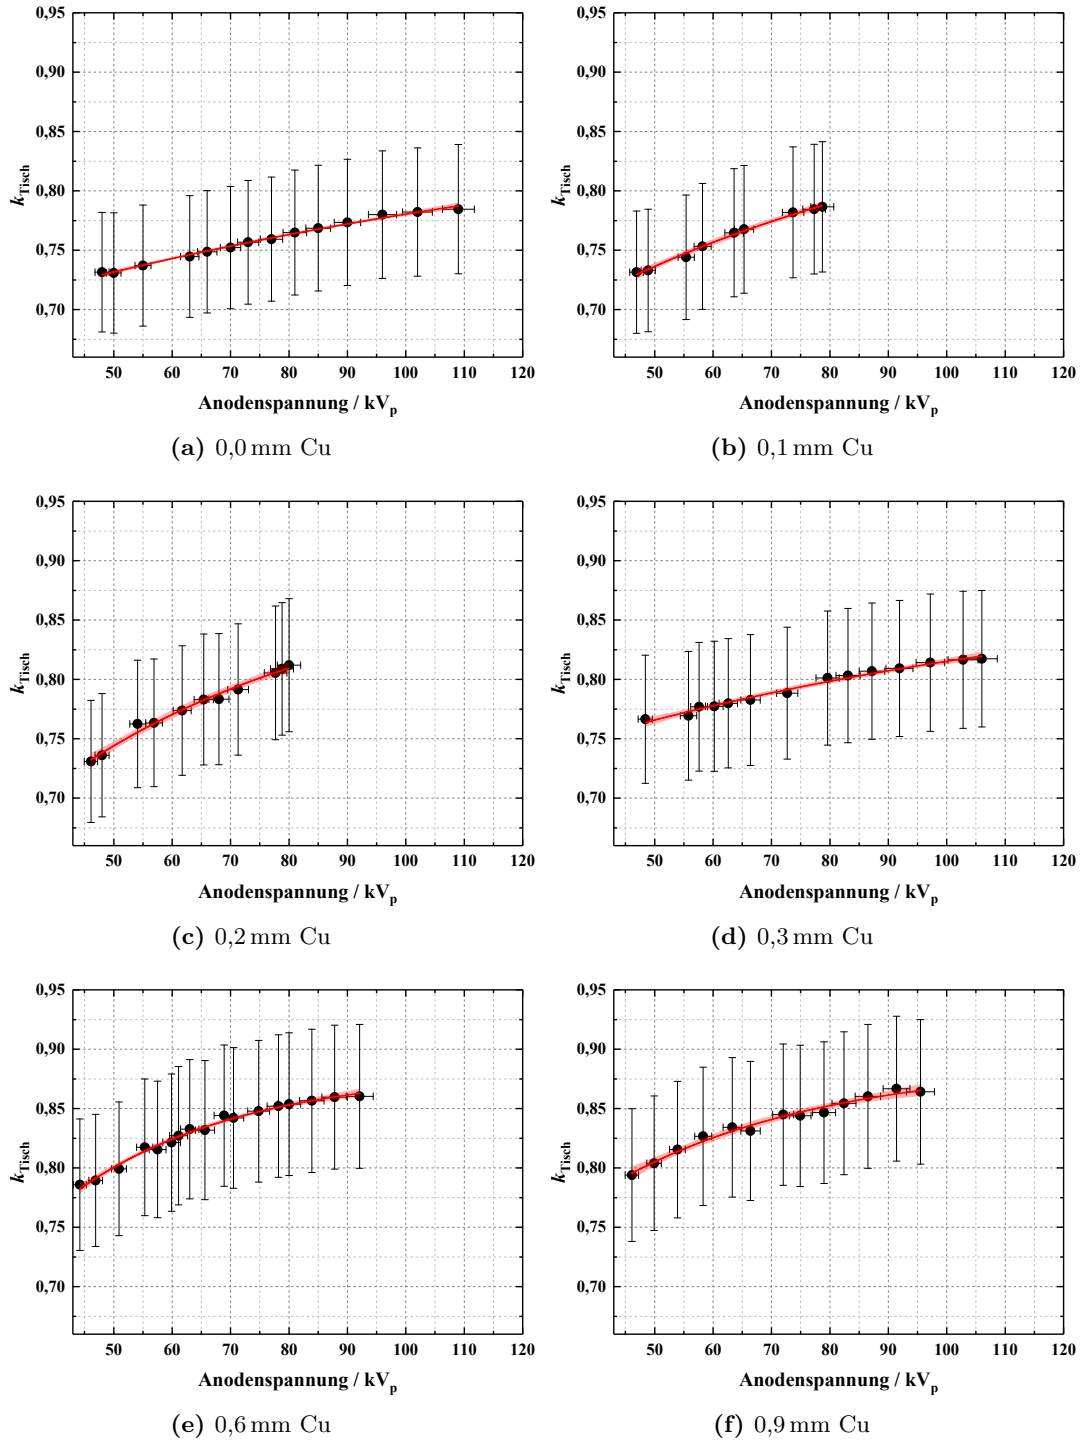 0,95
0,90
0,85
0,80
0,75
0,70
k_Tisch
50 60 70 80 90 100 110 120
Anodenspannung / kV_p
(a) 0,0 mm Cu
0,95
0,90
0,85
0,80
0,75
0,70
k_Tisch
50 60 70 80 90 100 110 120
Anodenspannung / kV_p
(b) 0,1 mm Cu
0,95
0,90
0,85
0,80
0,75
0,70
k_Tisch
50 60 70 80 90 100 110 120
Anodenspannung / kV_p
(c) 0,2 mm Cu
0,95
0,90
0,85
0,80
0,75
0,70
k_Tisch
50 60 70 80 90 100 110 120
Anodenspannung / kV_p
(d) 0,3 mm Cu
0,95
0,90
0,85
0,80
0,75
0,70
k_Tisch
50 60 70 80 90 100 110 120
Anodenspannung / kV_p
(e) 0,6 mm Cu
0,95
0,90
0,85
0,80
0,75
0,70
k_Tisch
50 60 70 80 90 100 110 120
Anodenspannung / kV_p
(f) 0,9 mm Cu